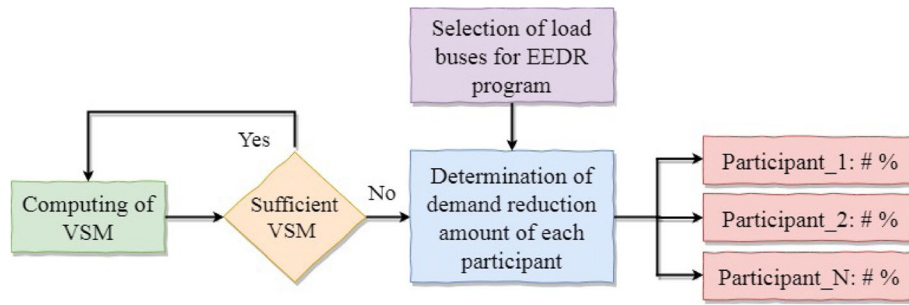 Selection of load
buses for EEDR
program
Yes
Computing of
VSM
Sufficient
VSM
No
Determination of
demand reduction
amount of each
participant
Participant_1: # %
Participant_2: # %
Participant_N: # %